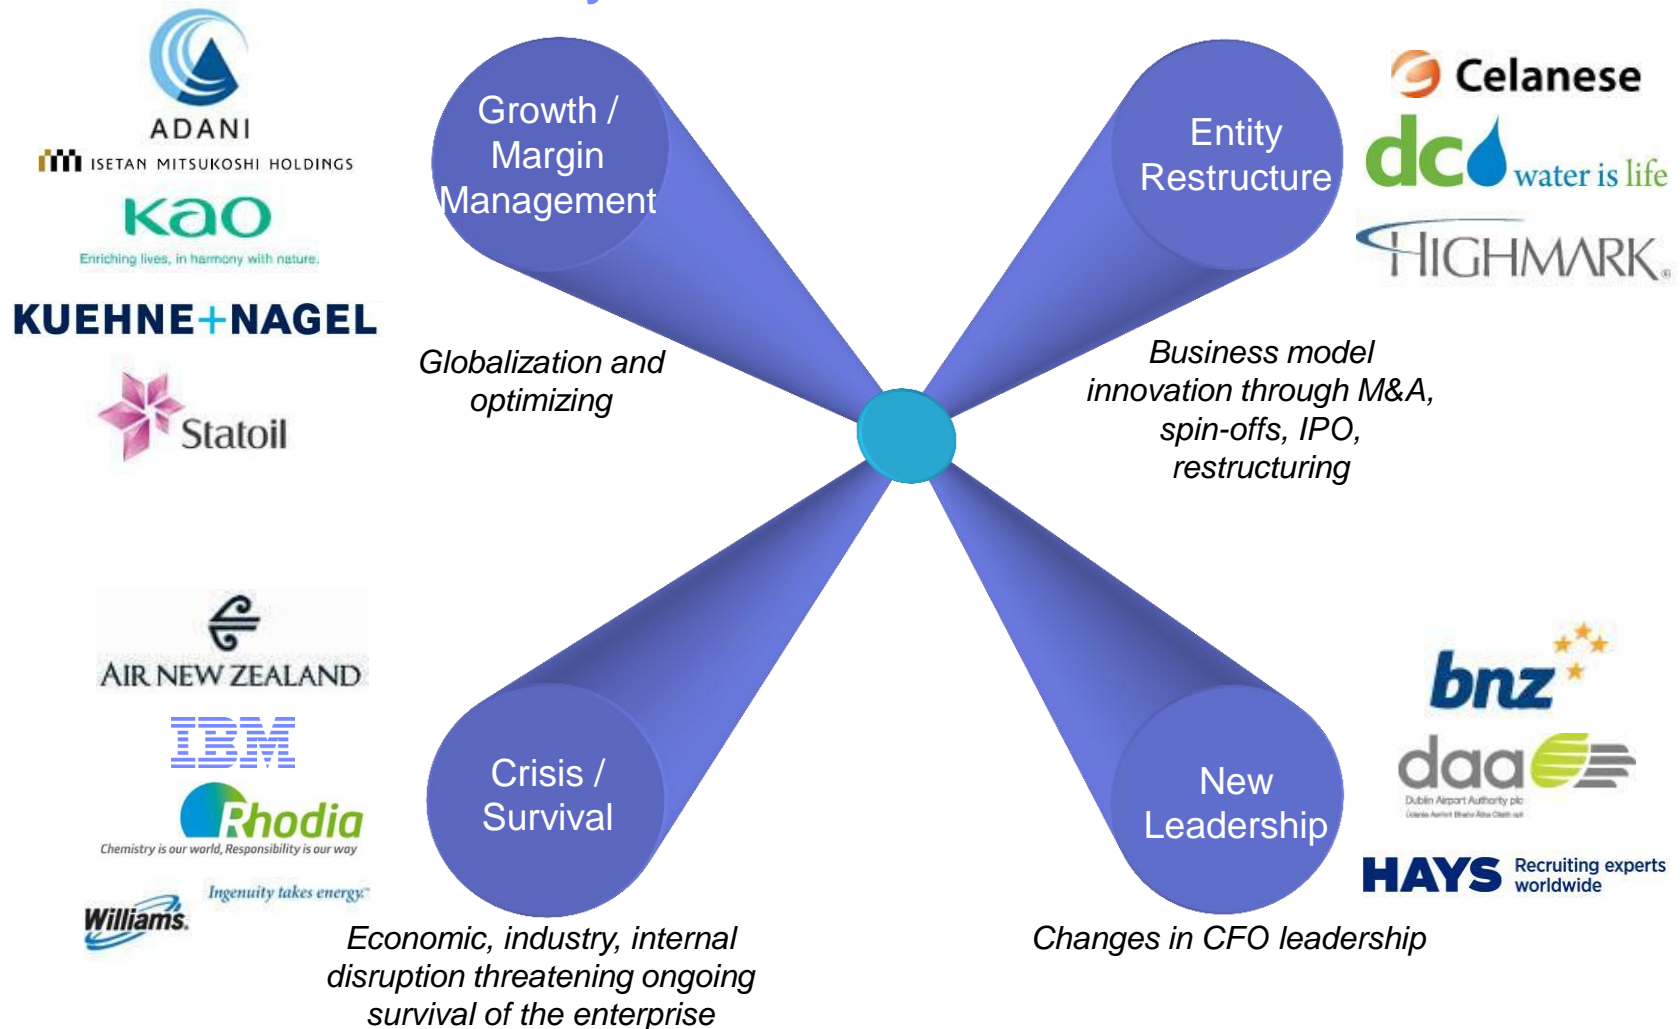 ADANI
ISETAN MITSUKOSHI HOLDINGS
Kao
Enriching lives, in harmony with nature.
KUEHNE+NAGEL
Statoil
Growth /
Margin
Management
Globalization and
optimizing
Entity
Restructure
Celanese
dc water is life
HIGHMARK®
Business model
innovation through M&A,
spin-offs, IPO,
restructuring
AIR NEW ZEALAND
IBM
Rhodia
Chemistry is our world, Responsibility is our way
Ingenuity takes energy.™
Williams.
Crisis /
Survival
Economic, industry, internal
disruption threatening ongoing
survival of the enterprise
New
Leadership
bnz
daa
Dublin Airport Authority plc
HAYS Recruiting experts
worldwide
Changes in CFO leadership